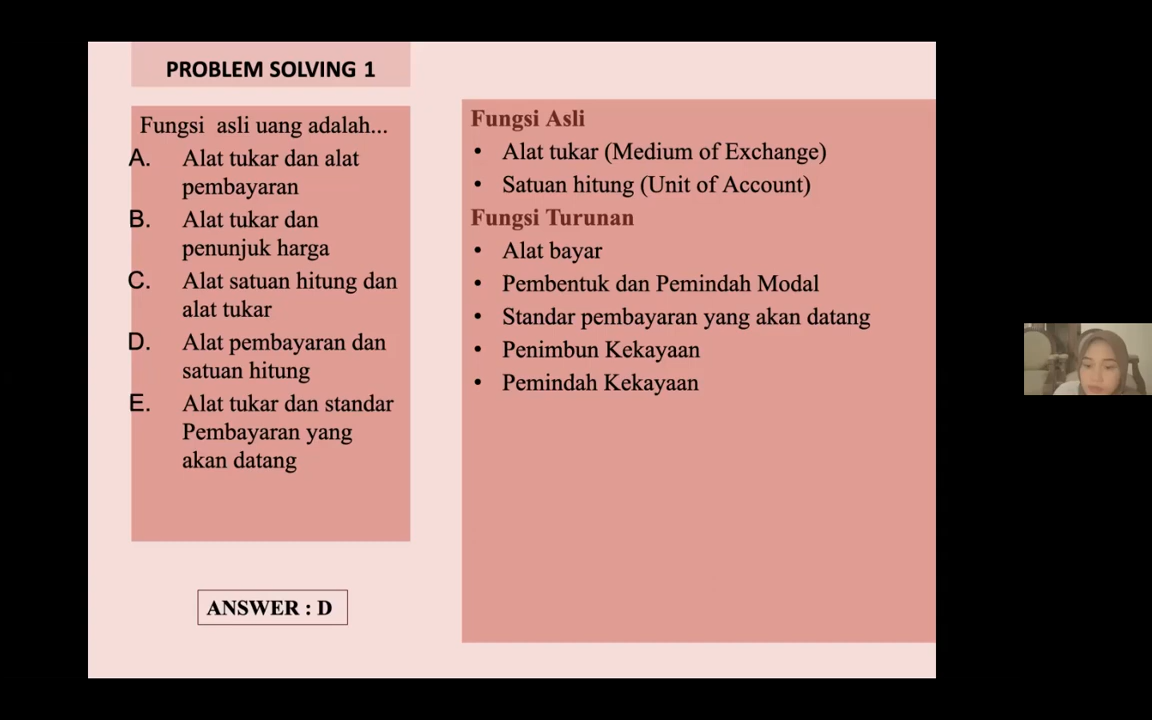 PROBLEM SOLVING 1
Fungsi asli uang adalah...
A. Alat tukar dan alat
pembayaran
B. Alat tukar dan
penunjuk harga
C. Alat satuan hitung dan
alat tukar
D. Alat pembayaran dan
satuan hitung
E. Alat tukar dan standar
Pembayaran yang
akan datang
ANSWER : D
Fungsi Asli
• Alat tukar (Medium of Exchange)
• Satuan hitung (Unit of Account)
Fungsi Turunan
• Alat bayar
• Pembentuk dan Pemindah Modal
• Standar pembayaran yang akan datang
• Penimbun Kekayaan
• Pemindah Kekayaan